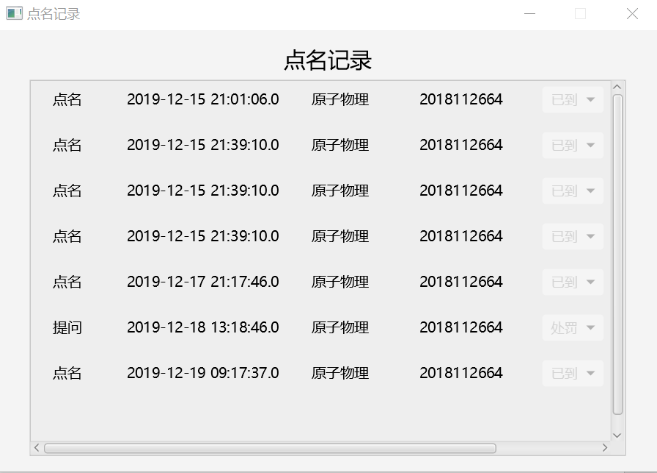 点名记录
点名记录
点名 2019-12-15 21:01:06.0 原子物理 2018112664 已到
点名 2019-12-15 21:39:10.0 原子物理 2018112664 已到
点名 2019-12-15 21:39:10.0 原子物理 2018112664 已到
点名 2019-12-15 21:39:10.0 原子物理 2018112664 已到
点名 2019-12-17 21:17:46.0 原子物理 2018112664 已到
提问 2019-12-18 13:18:46.0 原子物理 2018112664 处罚
点名 2019-12-19 09:17:37.0 原子物理 2018112664 已到